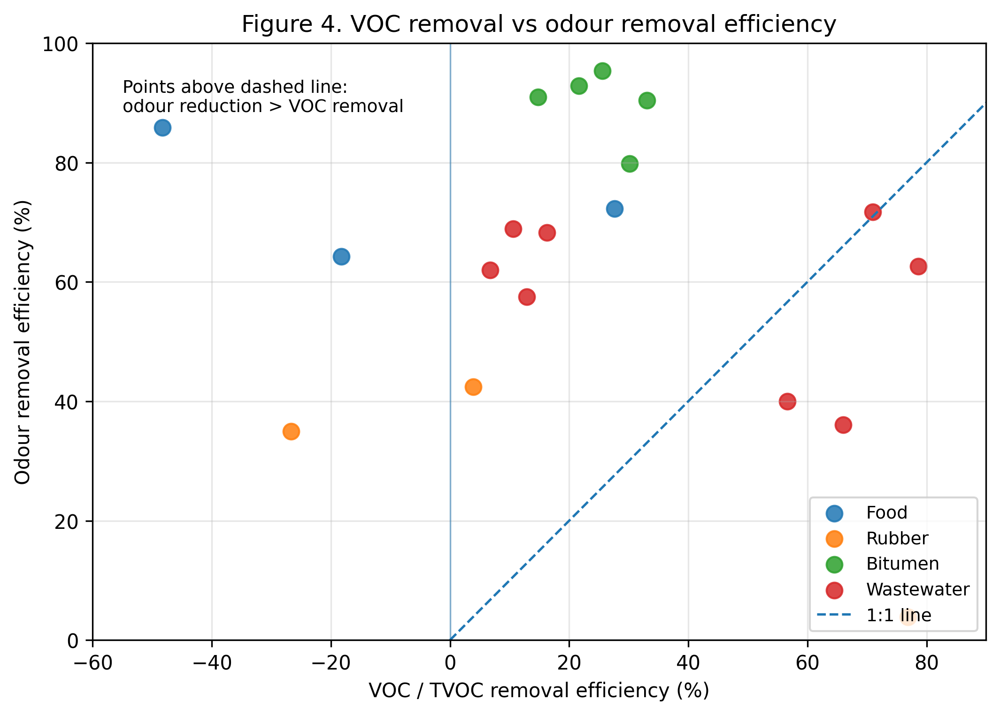 Figure 4. VOC removal vs odour removal efficiency
100
80
60
40
20
0
Odour removal efficiency (%)
Points above dashed line:
odour reduction > VOC removal
Food
Rubber
Bitumen
Wastewater
1:1 line
−60
−40
−20
0
20
40
60
80
VOC / TVOC removal efficiency (%)